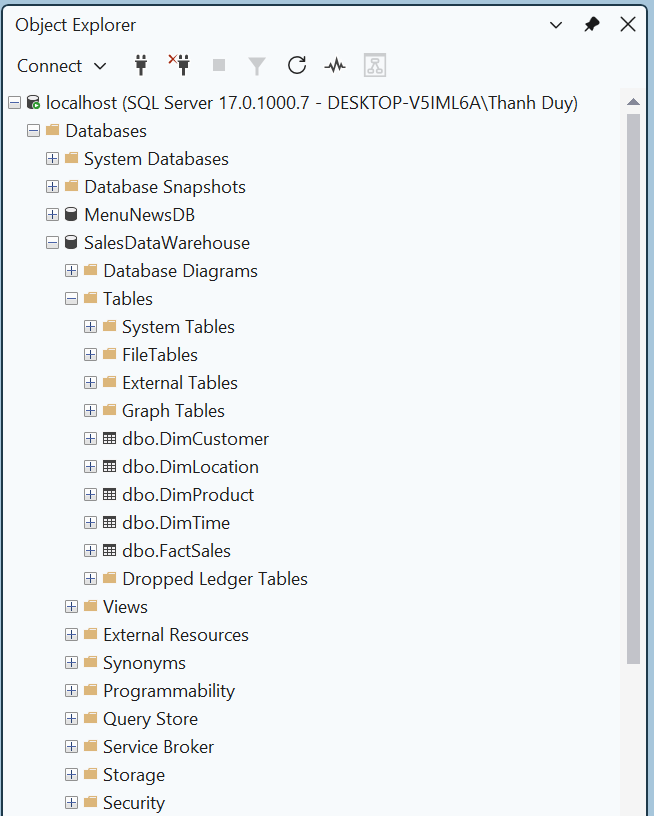 Object Explorer
Connect
localhost (SQL Server 17.0.1000.7 - DESKTOP-V5IML6A\Thanh Duy)
Databases
System Databases
Database Snapshots
MenuNewsDB
SalesDataWarehouse
Database Diagrams
Tables
System Tables
FileTables
External Tables
Graph Tables
dbo.DimCustomer
dbo.DimLocation
dbo.DimProduct
dbo.DimTime
dbo.FactSales
Dropped Ledger Tables
Views
External Resources
Synonyms
Programmability
Query Store
Service Broker
Storage
Security